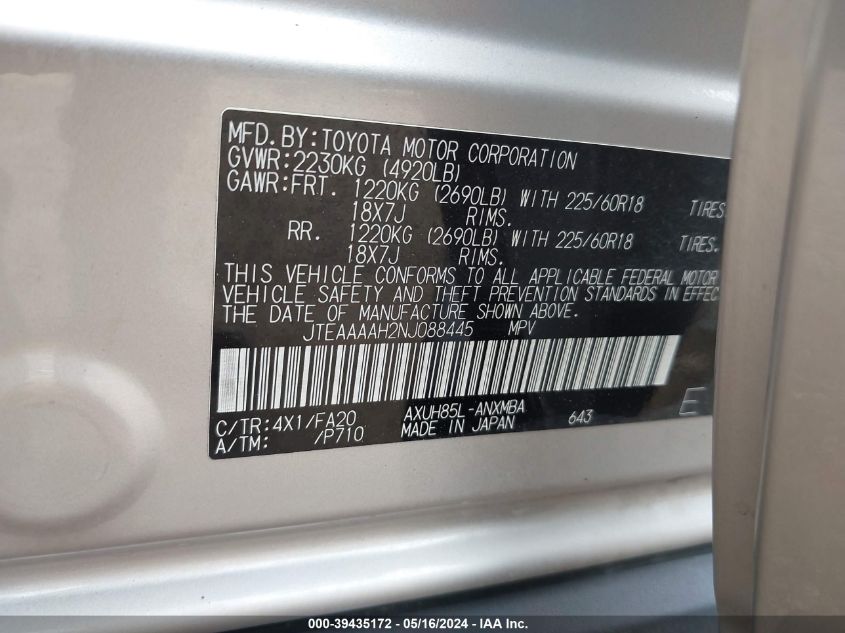 MFD. BY: TOYOTA MOTOR CORPORATION
GVWR: 2230KG (4920LB)
GAWR: FRT. 1220KG (2690LB) WITH 225/60R18 TIRES.
18X7J RIMS.
RR. 1220KG (2690LB) WITH 225/60R18 TIRES.
18X7J RIMS.
THIS VEHICLE CONFORMS TO ALL APPLICABLE FEDERAL MOTOR
VEHICLE SAFETY AND THEFT PREVENTION STANDARDS IN EFFEC
THE DATE OF MANUFACTURE SHOWN ABOVE.
JTEAAAAH2NJ088445 MPV
C/TR: 4X1/FA20 AXUH85L-ANXMBA 643 E
A/TM: /P710 MADE IN JAPAN
000-39435172 - 05/16/2024 - IAA Inc.